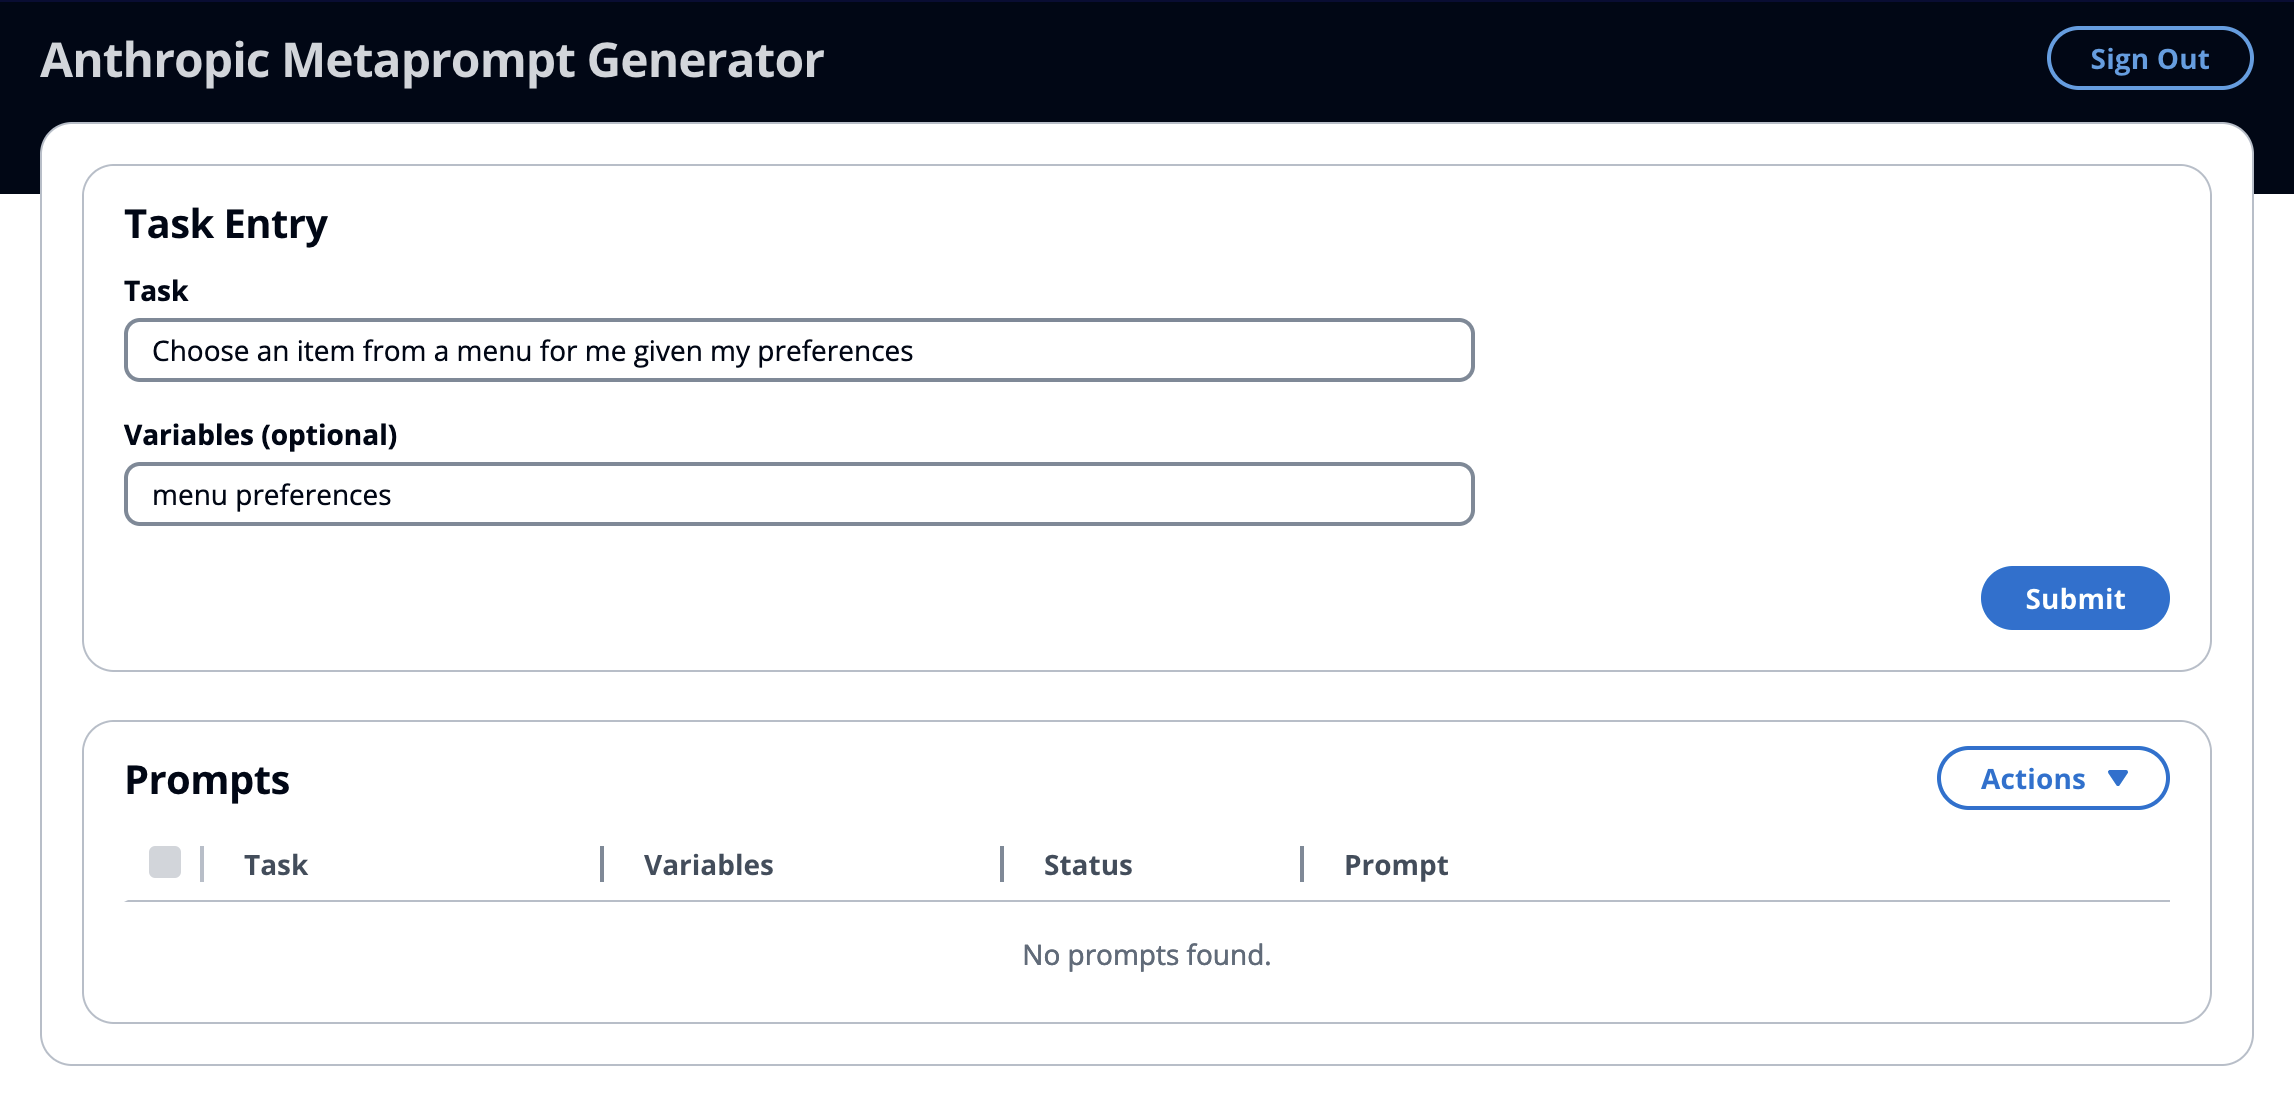 Anthropic Metaprompt Generator
Sign Out
Task Entry
Task
Choose an item from a menu for me given my preferences
Variables (optional)
menu preferences
Submit
Prompts
Actions
Task Variables Status Prompt
No prompts found.